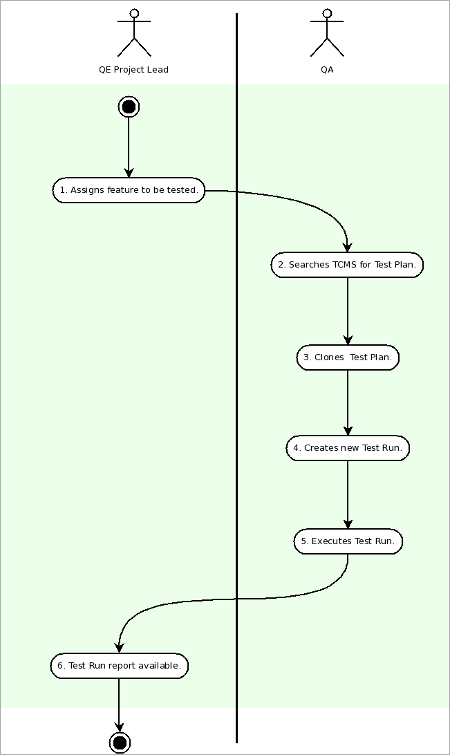 QE Project Lead
QA
1. Assigns feature to be tested.
2. Searches TCMS for Test Plan.
3. Clones  Test Plan.
4. Creates new Test Run.
5. Executes Test Run.
6. Test Run report available.